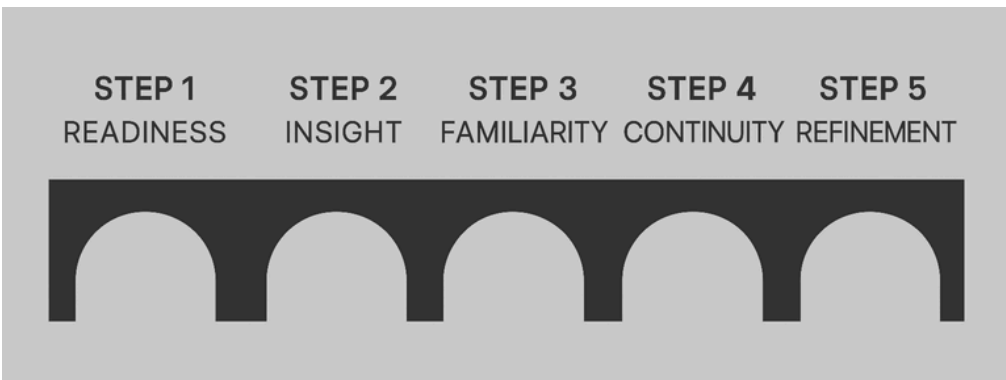 STEP 1
READINESS
STEP 2
INSIGHT
STEP 3
FAMILIARITY
STEP 4
CONTINUITY
STEP 5
REFINEMENT